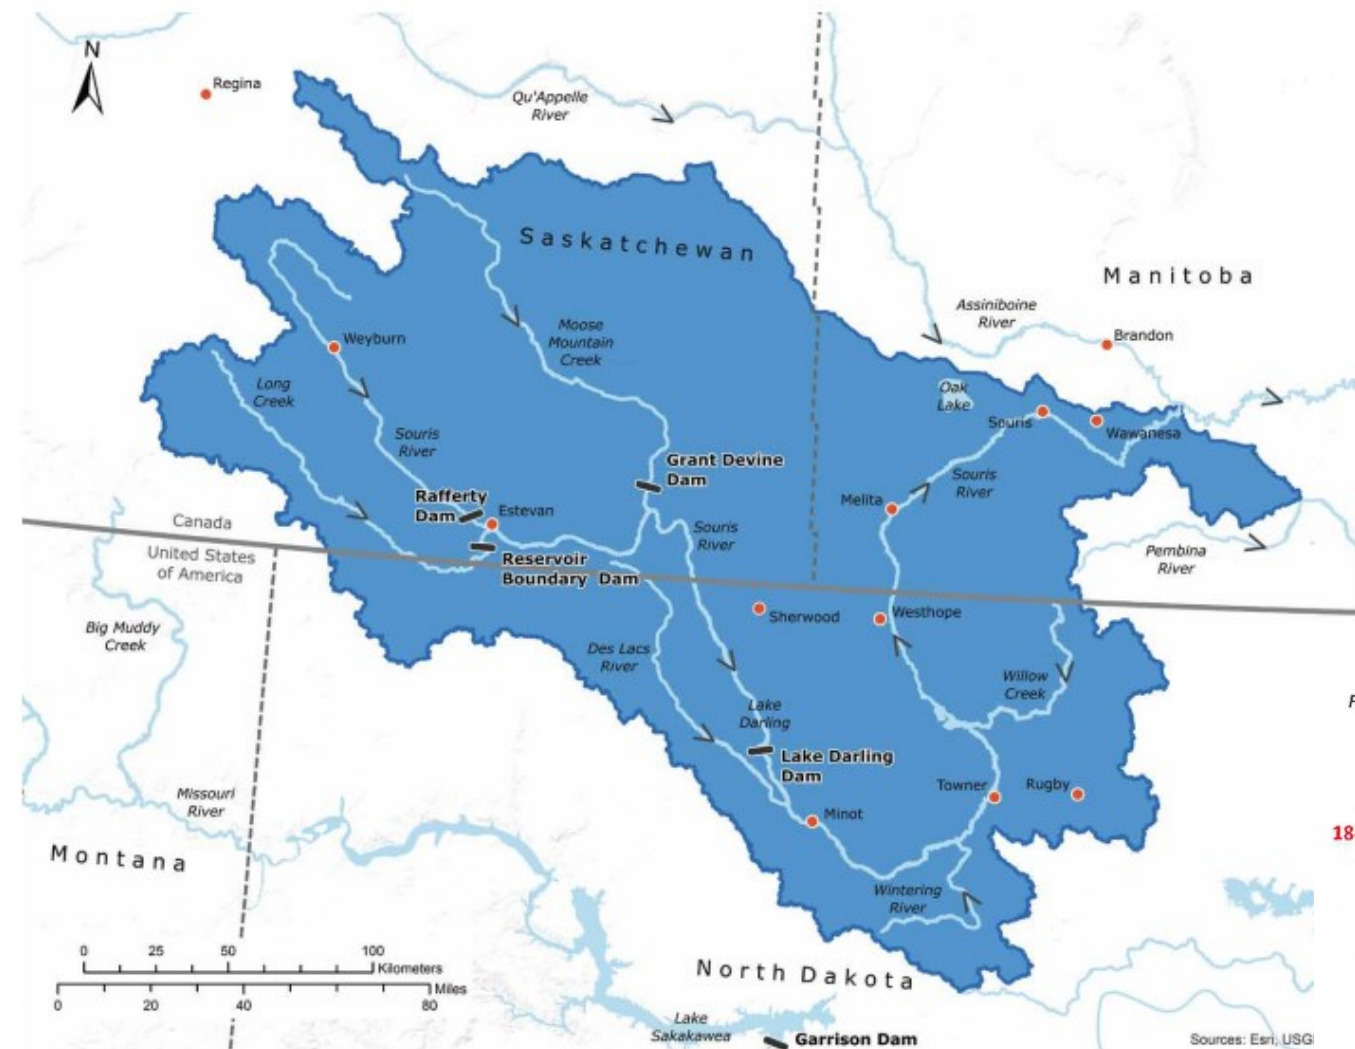 N
Regina
Qu'Appelle
River
Saskatchewan
Manitoba
Assiniboine
River
Brandon
Moose
Mountain
Creek
Weyburn
Long
Creek
Oak
Lake
Souris
Wawanesa
Souris
River
Grant Devine
Dam
Souris
River
Melita
Rafferty
Dam
Estevan
Canada
United States
of America
Souris
River
Reservoir
Boundary Dam
Pembina
River
Sherwood
Westhope
Big Muddy
Creek
Des Lacs
River
Willow
Creek
Lake
Darling
Lake Darling
Dam
Towner
Rugby
Missouri
River
Minot
18
Montana
Wintering
River
0 25 50 100
Kilometers
Miles
0 20 40 80
North Dakota
Lake
Sakakawea
Garrison Dam
Sources: Esri, USG